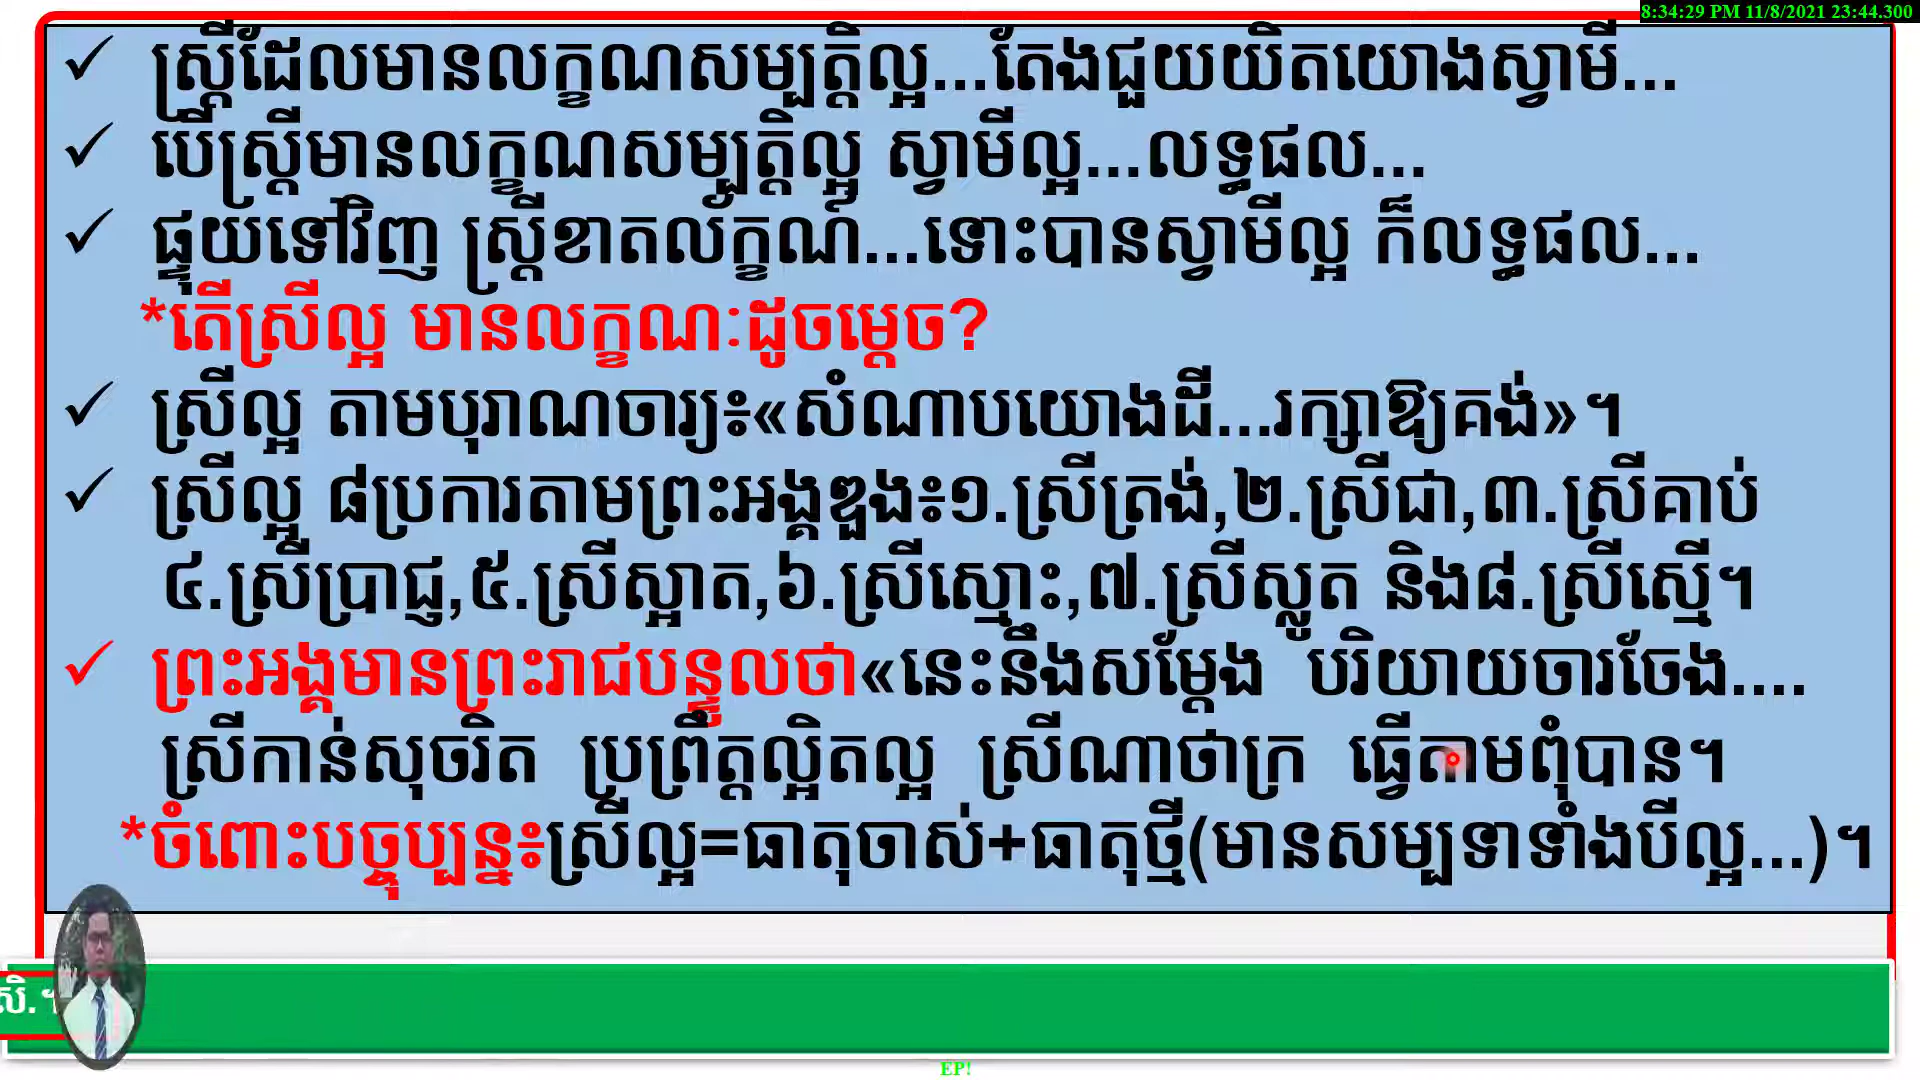 8:34:29 PM 11/8/2021 23:44.300
✓ ស្ត្រីដែលមានលក្ខណសម្បត្តិល្អ...តែងជួយយិតយោងស្វាមី...
✓ បើស្ត្រីមានលក្ខណសម្បត្តិល្អ ស្វាមីល្អ...លទ្ធផល...
✓ ផ្ទុយទៅវិញ ស្ត្រីខាតល័ក្ខណ៍...ទោះបានស្វាមីល្អ ក៏លទ្ធផល...
*តើស្រីល្អ មានលក្ខណៈដូចម្ដេច?
✓ ស្រីល្អ តាមបុរាណចារ្យ៖«សំណាបយោងដី...រក្សាឱ្យគង់»។
✓ ស្រីល្អ ៨ប្រការតាមព្រះអង្គឌួង៖១.ស្រីត្រង់,២.ស្រីជា,៣.ស្រីគាប់
៤.ស្រីប្រាជ្ញ,៥.ស្រីស្អាត,៦.ស្រីស្មោះ,៧.ស្រីស្លូត និង៨.ស្រីស្មើ។
✓ ព្រះអង្គមានព្រះរាជបន្ទូលថា«នេះនឹងសម្ដែង បរិយាយចារចែង....
ស្រីកាន់សុចរិត ប្រព្រឹត្តល្អិតល្អ ស្រីណាថាក្រ ធ្វើតាមពុំបាន។
*ចំពោះបច្ចុប្បន្ន៖ស្រីល្អ=ធាតុចាស់+ធាតុថ្មី(មានសម្បទាទាំងបីល្អ...)។
សិ.។
EP!